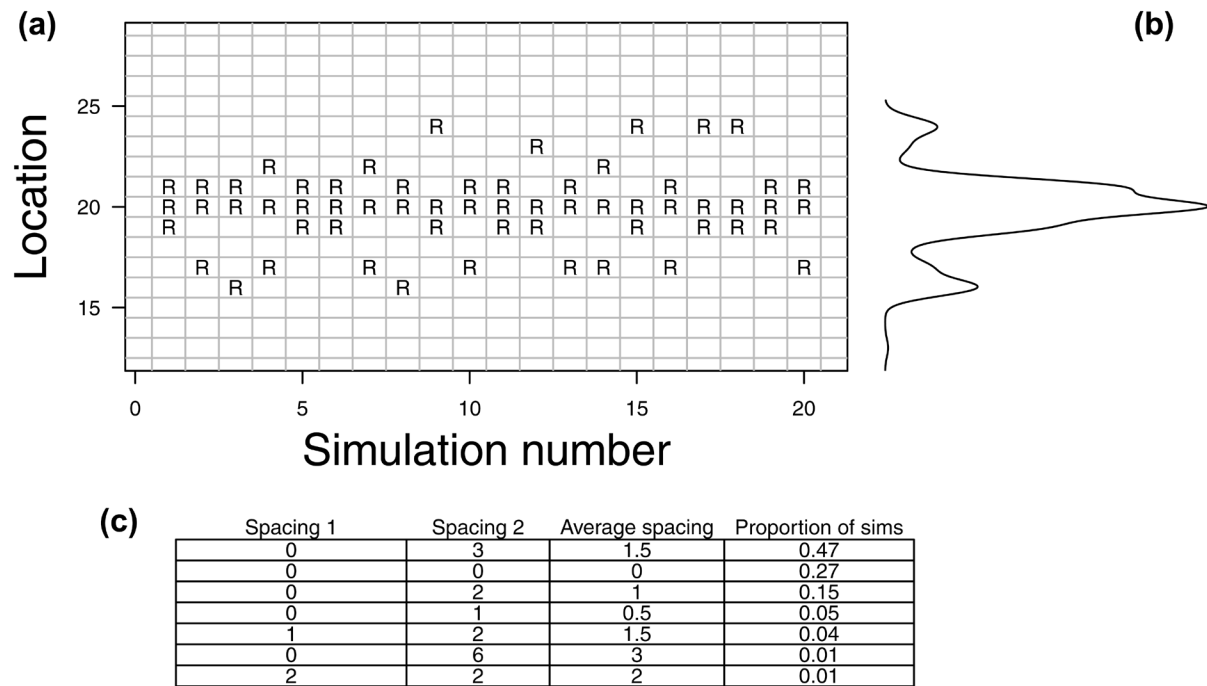 (a)
(b)
25
R R R R
R
R R R
R R R R R R R R R R R R
20 R R R R R R R R R R R R R R R R R R R R
R R R R R R R R R R
R R R R R R R R
R R
15
0 5 10 15 20
Location
Simulation number
(c)
Spacing 1 Spacing 2 Average spacing Proportion of sims
0 3 1.5 0.47
0 0 0 0.27
0 2 1 0.15
0 1 0.5 0.05
1 2 1.5 0.04
0 6 3 0.01
2 2 2 0.01